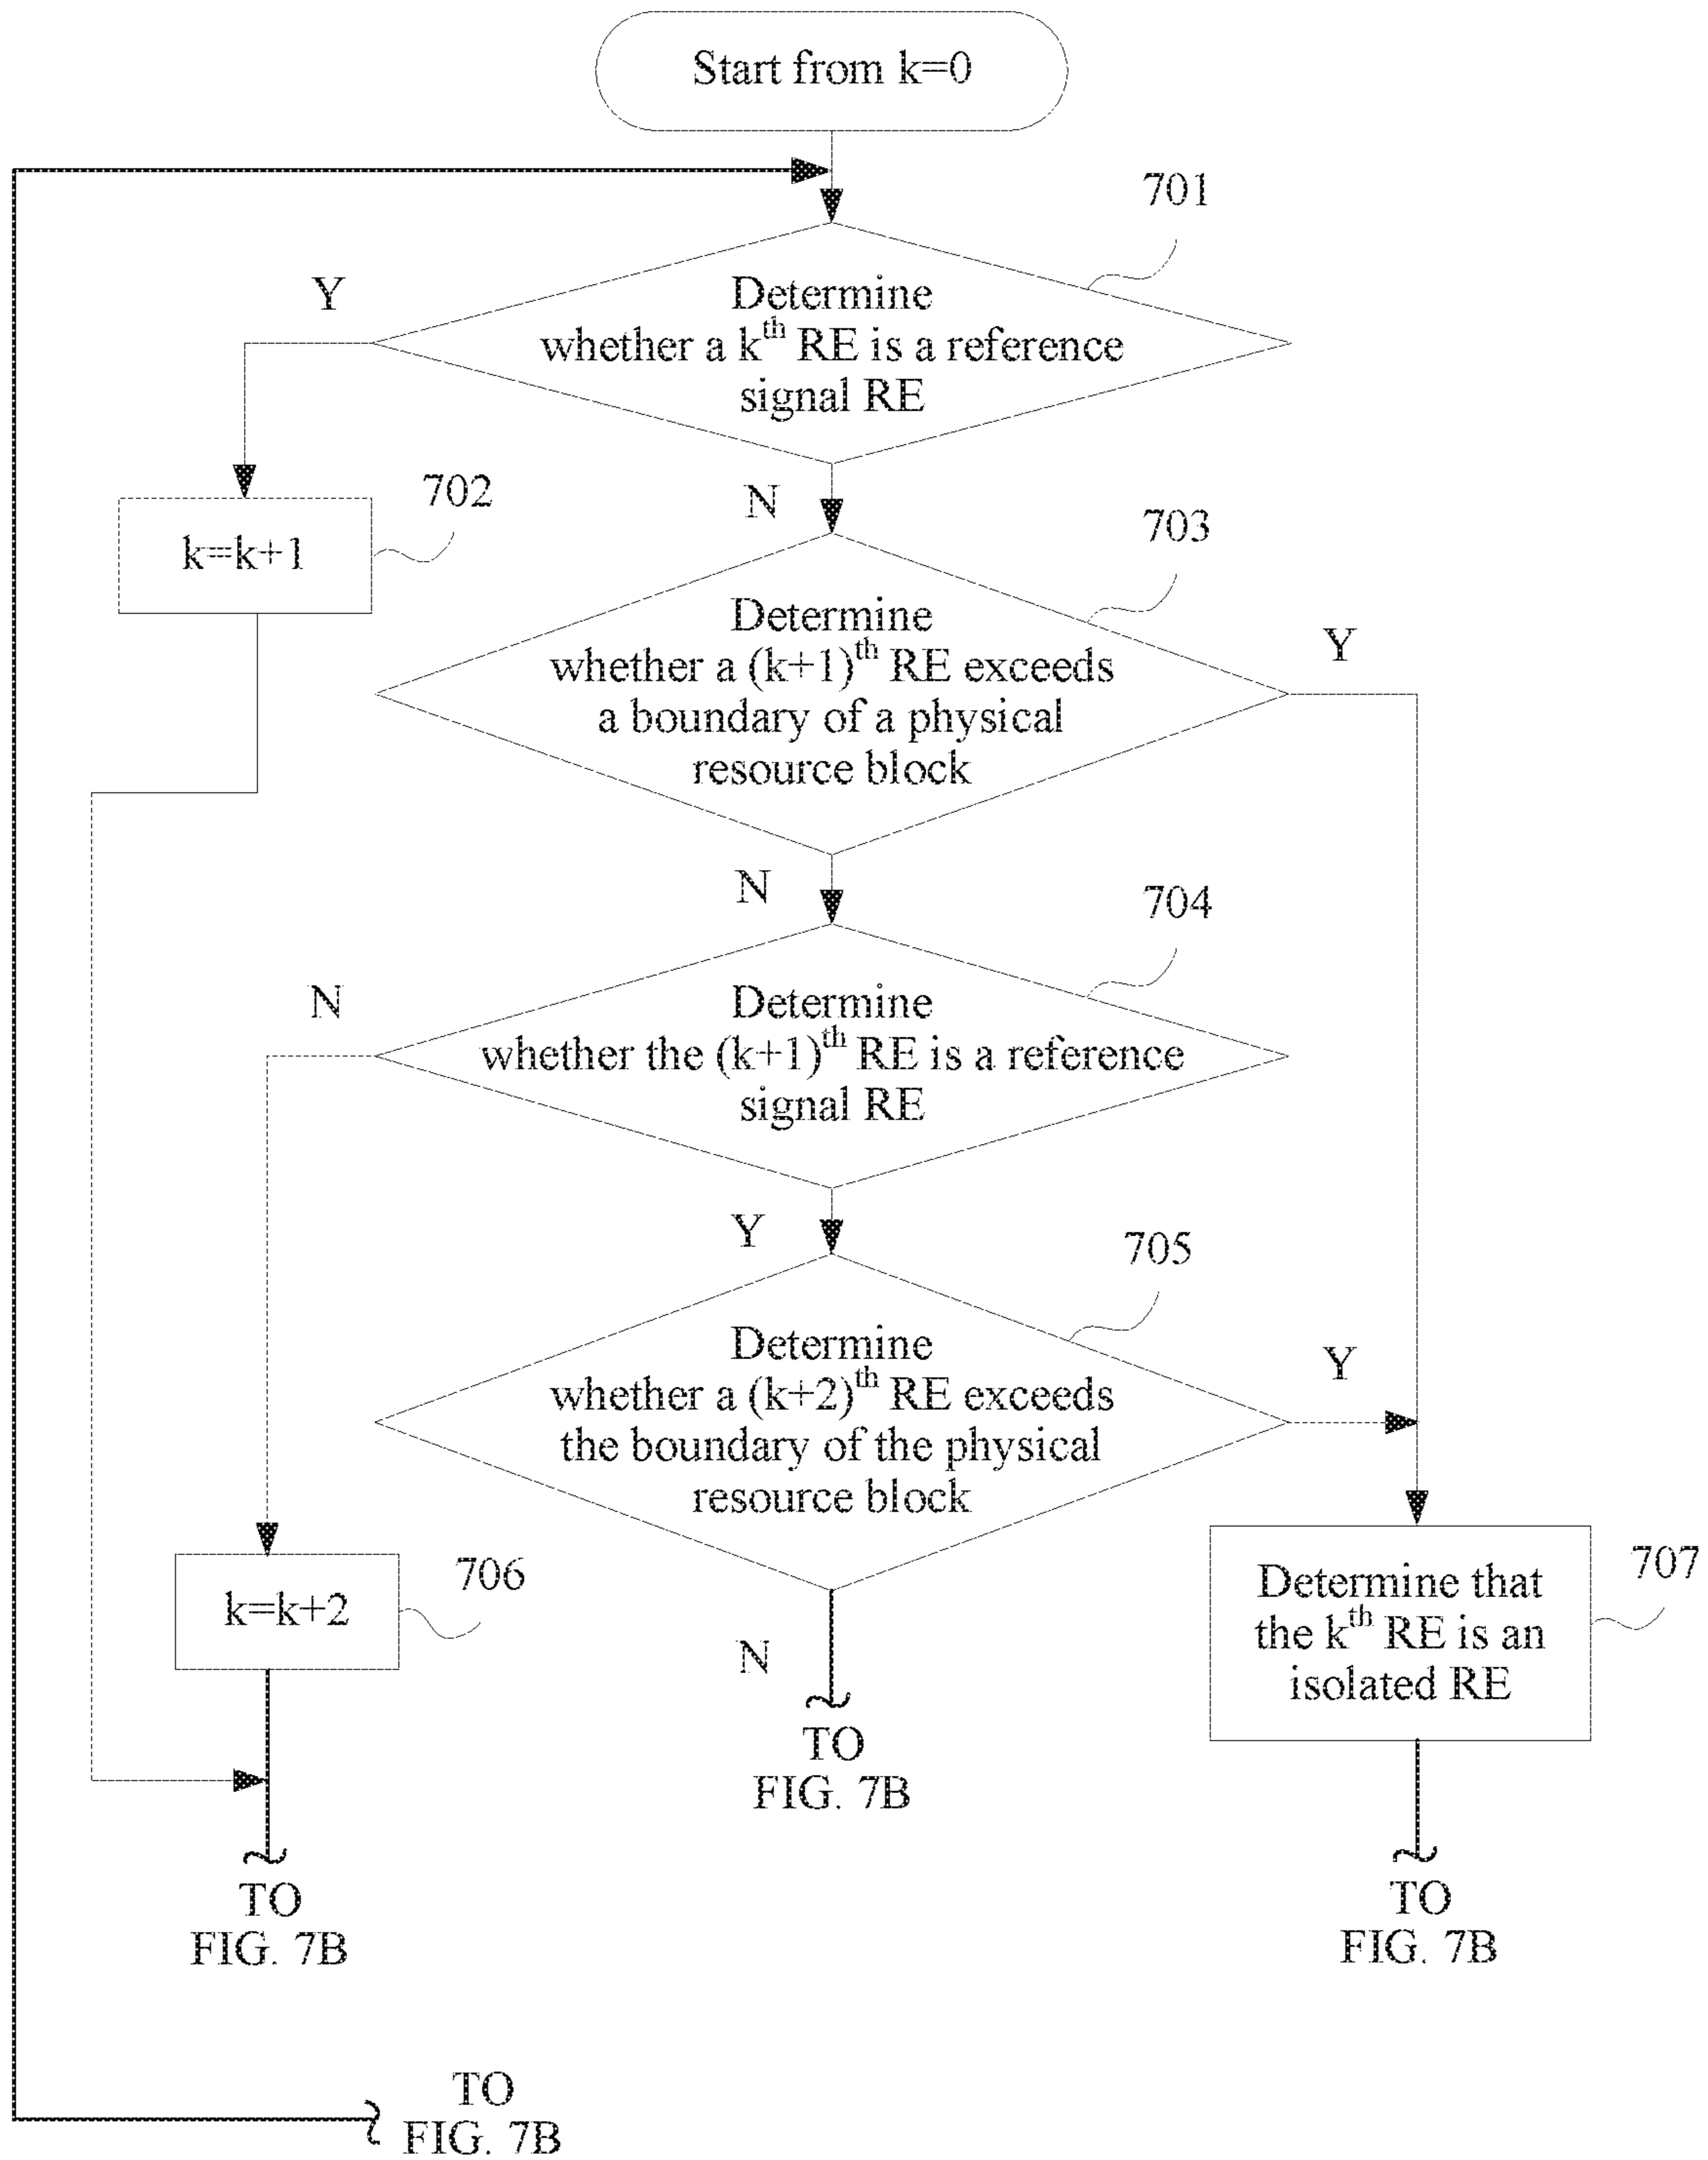 Start from k=0
701
Y
Determine
whether a kth RE is a reference
signal RE
702
N
k=k+1
703
Determine
whether a (k+1)th RE exceeds
a boundary of a physical
resource block
Y
N
704
N
Determine
whether the (k+1)th RE is a reference
signal RE
Y
705
Determine
whether a (k+2)th RE exceeds
the boundary of the physical
resource block
Y
706
k=k+2
N
707
Determine that
the kth RE is an
isolated RE
TO
FIG. 7B
TO
FIG. 7B
TO
FIG. 7B
TO
FIG. 7B